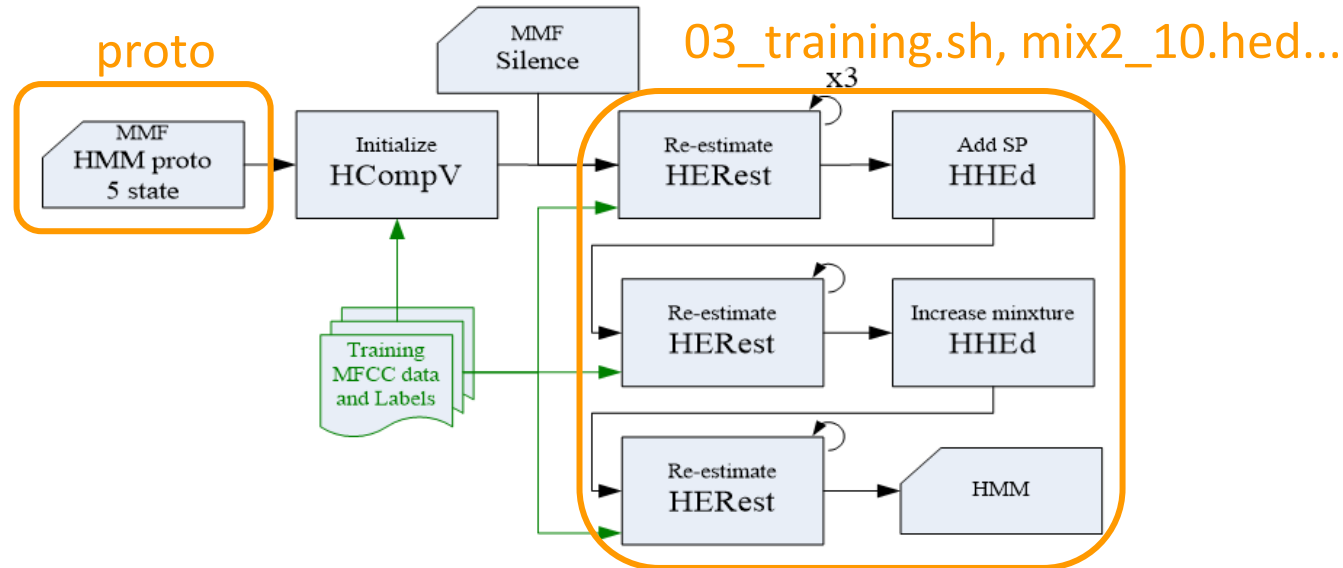 proto
03_training.sh, mix2_10.hed...
MMF
Silence
x3
MMF
HMM proto
5 state
Initialize
HCompV
Re-estimate
HERest
Add SP
HHEd
Re-estimate
HERest
Increase minxture
HHEd
Training
MFCC data
and Labels
Re-estimate
HERest
HMM